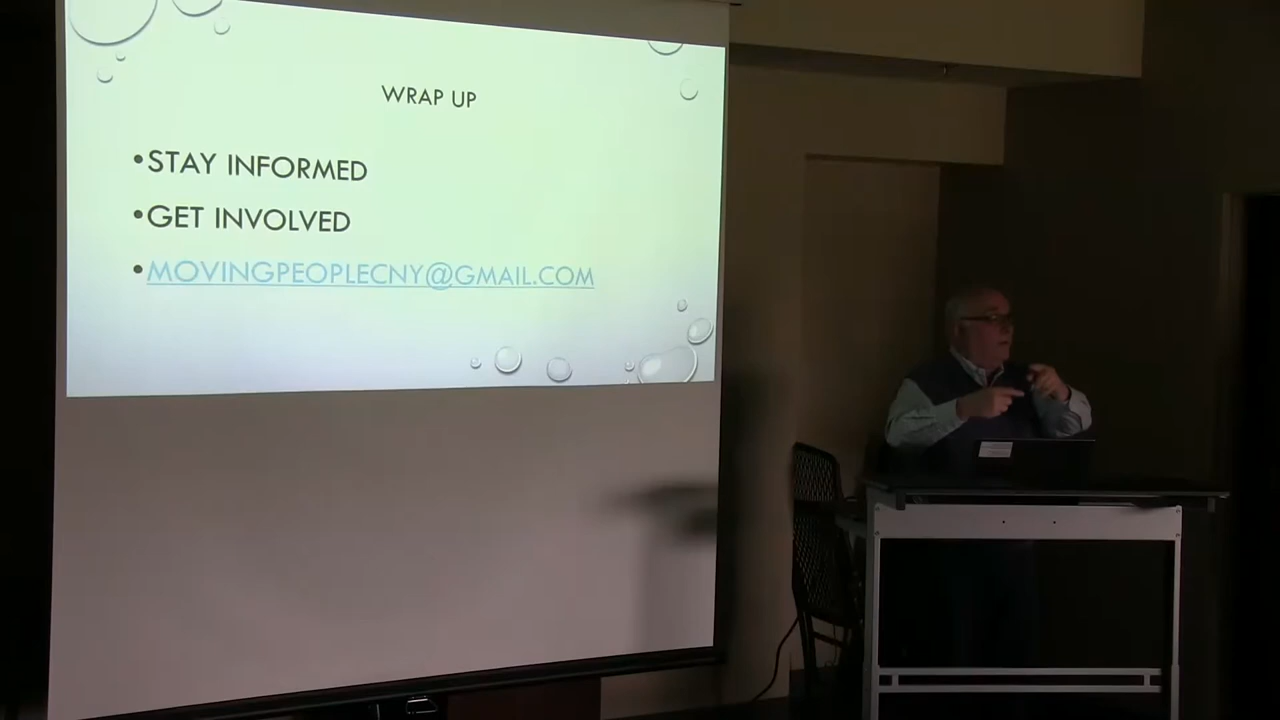 WRAP UP
•STAY INFORMED
•GET INVOLVED
•MOVINGPEOPLECNY@GMAIL.COM